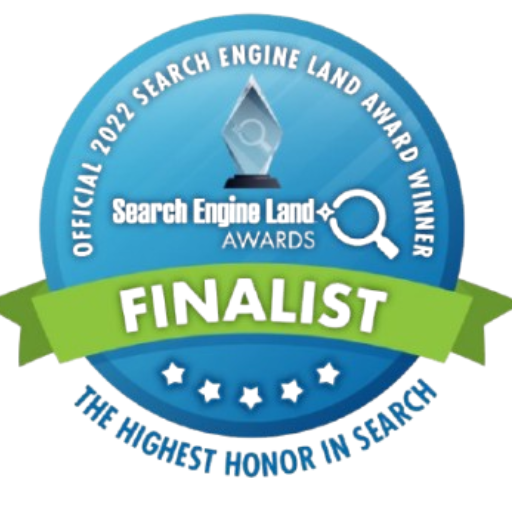 OFFICIAL 2022 SEARCH ENGINE LAND AWARD WINNER
Search Engine Land
AWARDS
FINALIST
THE HIGHEST HONOR IN SEARCH